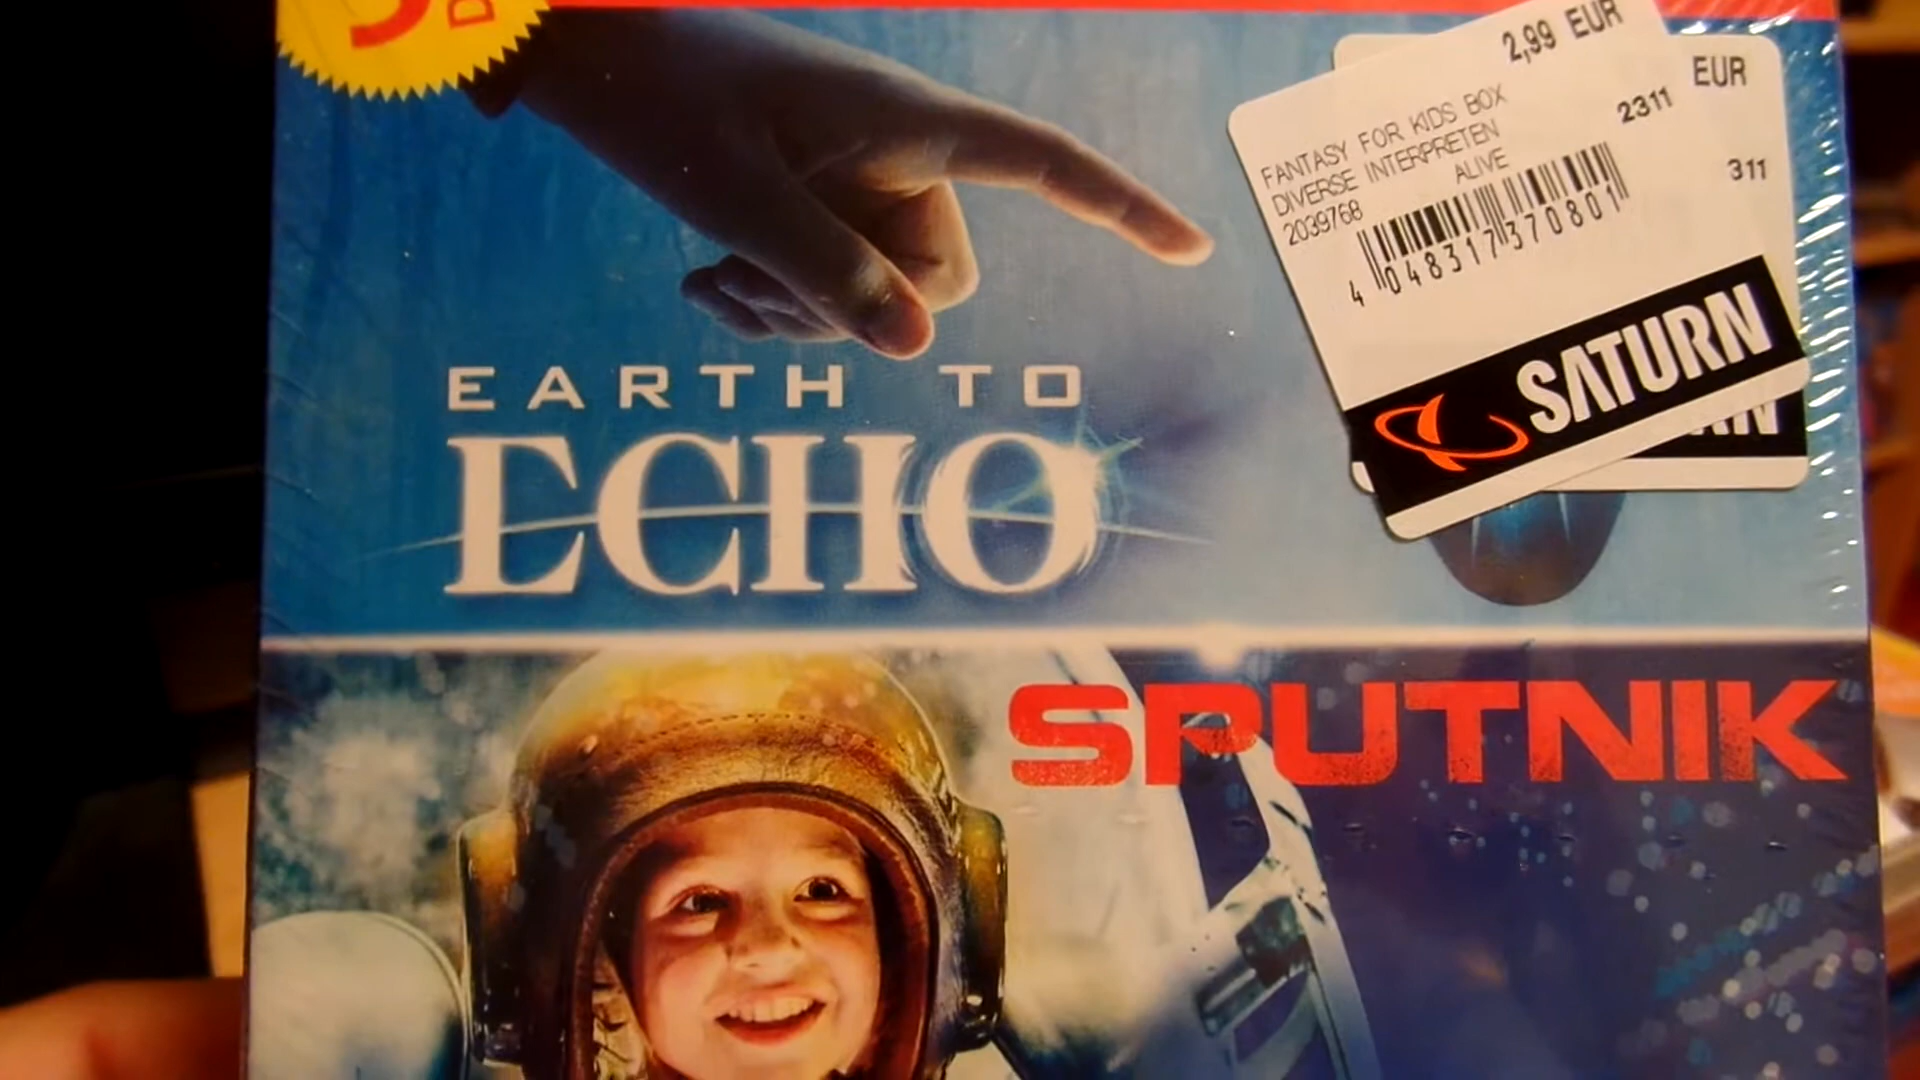 2,99 EUR
EUR
2311
311
FANTASY FOR KIDS BOX
DIVERSE INTERPRETEN
ALIVE
2039768
4 048317 370801
SATURN
EARTH TO
ECHO
SPUTNIK